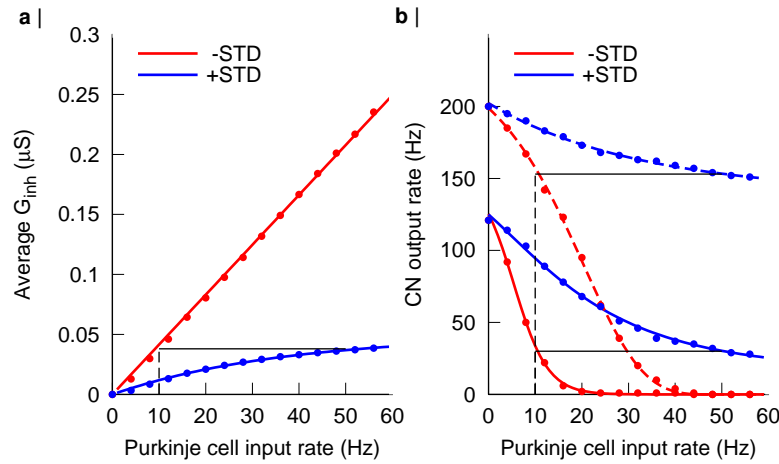 a |
-STD
+STD
0.3
0.25
0.2
0.15
0.1
0.05
0
Average Ginh (µS)
0 10 20 30 40 50 60
Purkinje cell input rate (Hz)
b |
-STD
+STD
200
150
100
50
0
CN output rate (Hz)
0 10 20 30 40 50 60
Purkinje cell input rate (Hz)